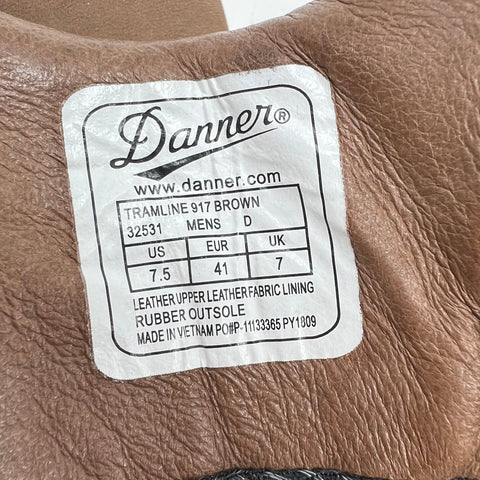 Danner®
www.danner.com
TRAMLINE 917 BROWN
32531 MENS D
US EUR UK
7.5 41 7
LEATHER UPPER LEATHER FABRIC LINING
RUBBER OUTSOLE
MADE IN VIETNAM PO#P-11133365 PY1809